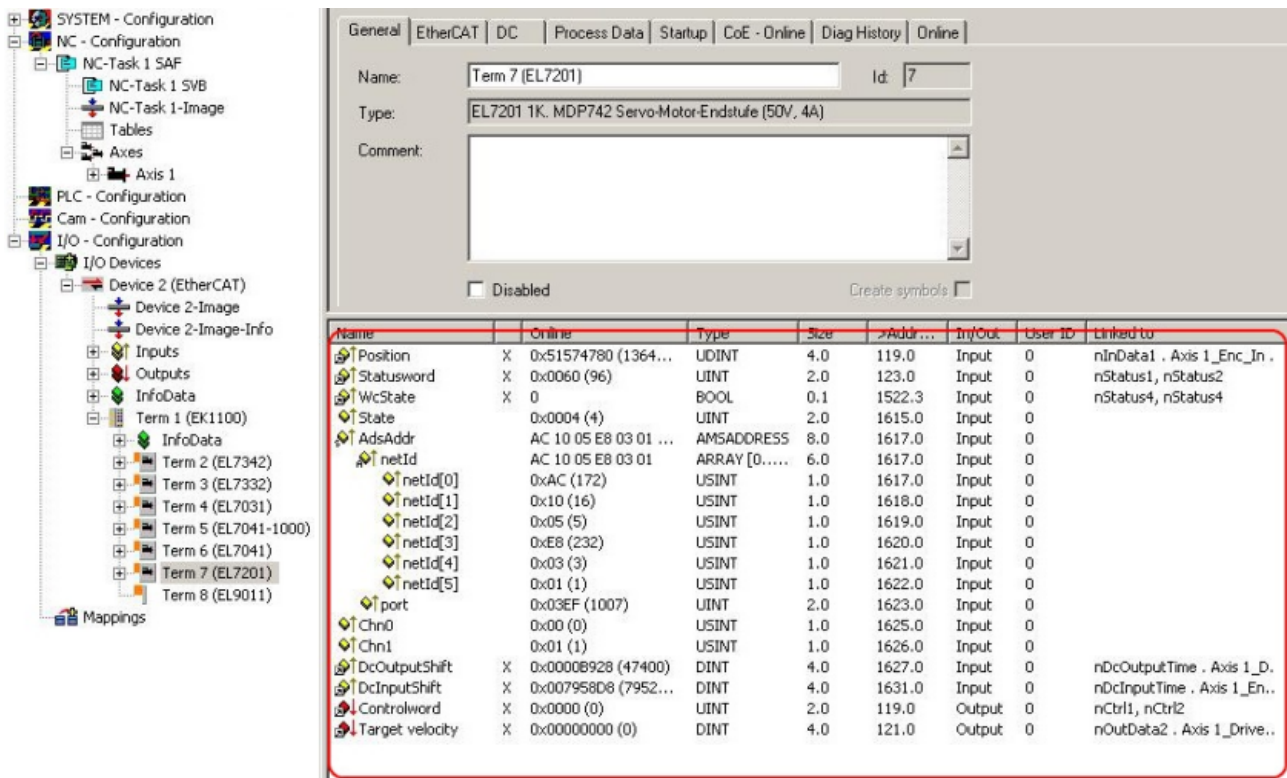 SYSTEM - Configuration
NC - Configuration
NC-Task 1 SAF
NC-Task 1 SVB
NC-Task 1-Image
Tables
Axes
Axis 1
PLC - Configuration
Cam - Configuration
I/O - Configuration
I/O Devices
Device 2 (EtherCAT)
Device 2-Image
Device 2-Image-Info
Inputs
Outputs
InfoData
Term 1 (EK1100)
InfoData
Term 2 (EL7342)
Term 3 (EL7332)
Term 4 (EL7031)
Term 5 (EL7041-1000)
Term 6 (EL7041)
Term 7 (EL7201)
Term 8 (EL9011)
Mappings
General EtherCAT DC Process Data Startup CoE - Online Diag History Online
Name: Term 7 (EL7201) Id: 7
Type: EL7201 1K. MDP742 Servo-Motor-Endstufe (50V, 4A)
Comment:
Disabled Create symbols
Name Online Type Size >Addr... In/Out User ID Linked to
Position X 0x51574780 (1364... UDINT 4.0 119.0 Input 0 nInData1 . Axis 1_Enc_In .
Statusword X 0x0060 (96) UINT 2.0 123.0 Input 0 nStatus1, nStatus2
WcState X 0 BOOL 0.1 1522.3 Input 0 nStatus4, nStatus4
State 0x0004 (4) UINT 2.0 1615.0 Input 0
AdsAddr AC 10 05 E8 03 01 ... AMSADDRESS 8.0 1617.0 Input 0
netId AC 10 05 E8 03 01 ARRAY [0..... 6.0 1617.0 Input 0
netId[0] 0xAC (172) USINT 1.0 1617.0 Input 0
netId[1] 0x10 (16) USINT 1.0 1618.0 Input 0
netId[2] 0x05 (5) USINT 1.0 1619.0 Input 0
netId[3] 0xE8 (232) USINT 1.0 1620.0 Input 0
netId[4] 0x03 (3) USINT 1.0 1621.0 Input 0
netId[5] 0x01 (1) USINT 1.0 1622.0 Input 0
port 0x03EF (1007) UINT 2.0 1623.0 Input 0
Chn0 0x00 (0) USINT 1.0 1625.0 Input 0
Chn1 0x01 (1) USINT 1.0 1626.0 Input 0
DcOutputShift X 0x0000B928 (47400) DINT 4.0 1627.0 Input 0 nDcOutputTime . Axis 1_D.
DcInputShift X 0x007958D8 (7952... DINT 4.0 1631.0 Input 0 nDcInputTime . Axis 1_En..
Controlword X 0x0000 (0) UINT 2.0 119.0 Output 0 nCtrl1, nCtrl2
Target velocity X 0x00000000 (0) DINT 4.0 121.0 Output 0 nOutData2 . Axis 1_Drive..